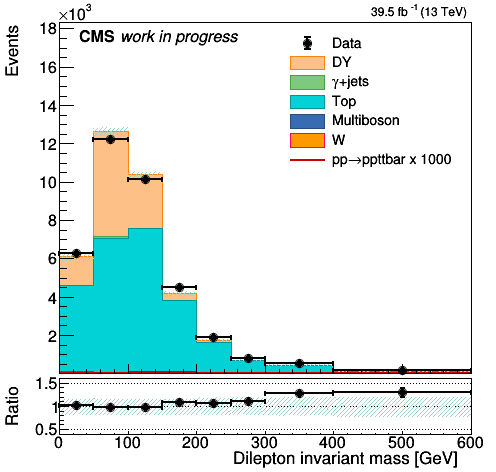 ×10³
39.5 fb⁻¹ (13 TeV)
CMS work in progress
Events
18
16
14
12
10
8
6
4
2
Data
DY
γ+jets
Top
Multiboson
W
pp→ppttbar x 1000
Ratio
1.5
1
0.5
0 100 200 300 400 500 600
Dilepton invariant mass [GeV]